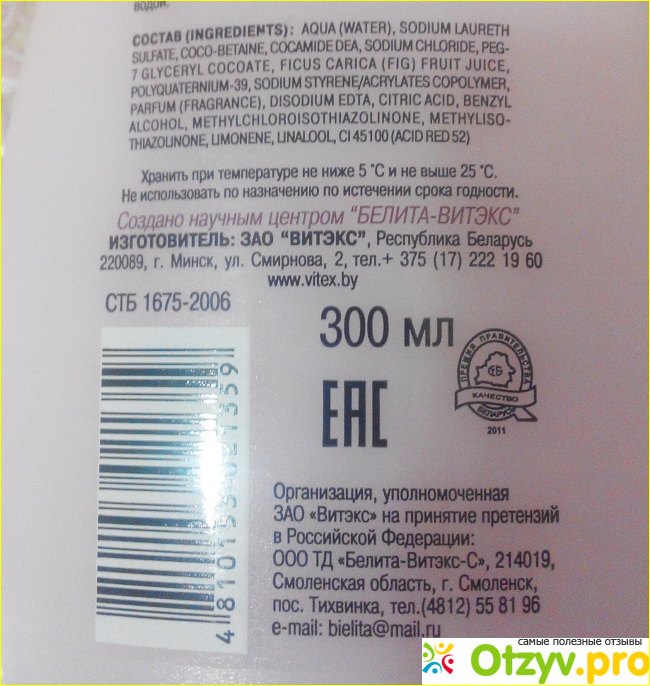 водой.
СОСТАВ (INGREDIENTS): AQUA (WATER), SODIUM LAURETH
SULFATE, COCO-BETAINE, COCAMIDE DEA, SODIUM CHLORIDE, PEG-
7 GLYCERYL COCOATE, FICUS CARICA (FIG) FRUIT JUICE,
POLYQUATERNIUM-39, SODIUM STYRENE/ACRYLATES COPOLYMER,
PARFUM (FRAGRANCE), DISODIUM EDTA, CITRIC ACID, BENZYL
ALCOHOL, METHYLCHLOROISOTHIAZOLINONE, METHYLISO-
THIAZOLINONE, LIMONENE, LINALOOL, CI 45100 (ACID RED 52)
Хранить при температуре не ниже 5 °С и не выше 25 °С.
Не использовать по назначению по истечении срока годности.
Создано научным центром "БЕЛИТА-ВИТЭКС"
ИЗГОТОВИТЕЛЬ: ЗАО "ВИТЭКС", Республика Беларусь
220089, г. Минск, ул. Смирнова, 2, тел.+ 375 (17) 222 19 60
www.vitex.by
СТБ 1675-2006
300 мл
ПРЕМИЯ ПРАВИТЕЛЬСТВА
КАЧЕСТВО
БЕЛАРУСЬ
2011
EAC
Организация, уполномоченная
ЗАО «Витэкс» на принятие претензий
в Российской Федерации:
ООО ТД «Белита-Витэкс-С», 214019,
Смоленская область, г. Смоленск,
пос. Тихвинка, тел.(4812) 55 81 96
e-mail: bielita@mail.ru
самые полезные отзывы
Otzyv.pro